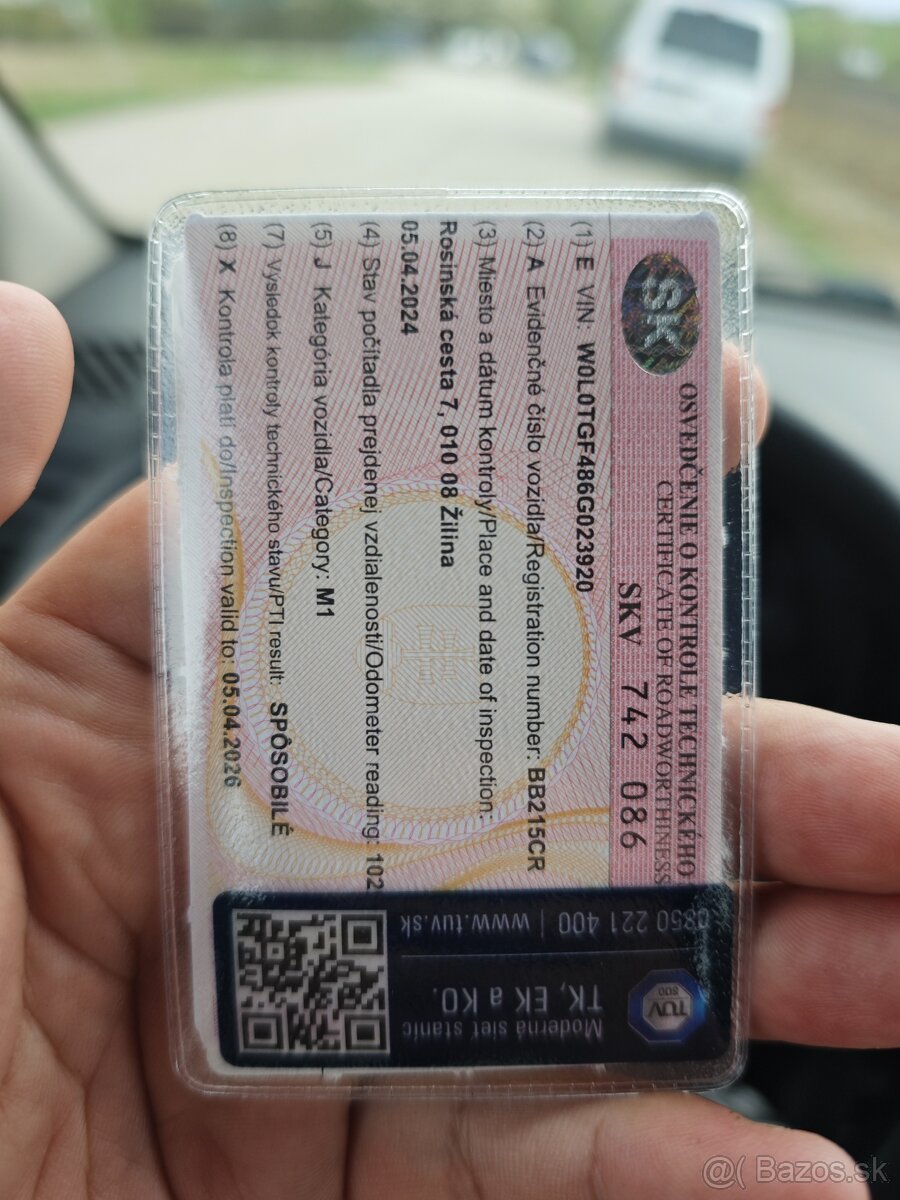 SK
OSVEDČENIE O KONTROLE TECHNICKÉHO
CERTIFICATE OF ROADWORTHINESS
SKV 742 086
(1) E VIN: W0L0TGF486G023920
(2) A Evidenčné číslo vozidla/Registration number: BB215CR
(3) Miesto a dátum kontroly/Place and date of inspection:
Rosinská cesta 7, 010 08 Žilina
05.04.2024
(4) Stav počítadla prejdenej vzdialenosti/Odometer reading: 102
(5) J Kategória vozidla/Category: M1
(7) Výsledok kontroly technického stavu/PTI result: SPÔSOBILÉ
(8) X Kontrola platí do/Inspection valid to: 05.04.2026
TÜV
SÜD
Moderná sieť staníc
TK, EK a KO.
0850 221 400 | www.tuv.sk
@( Bazos.sk